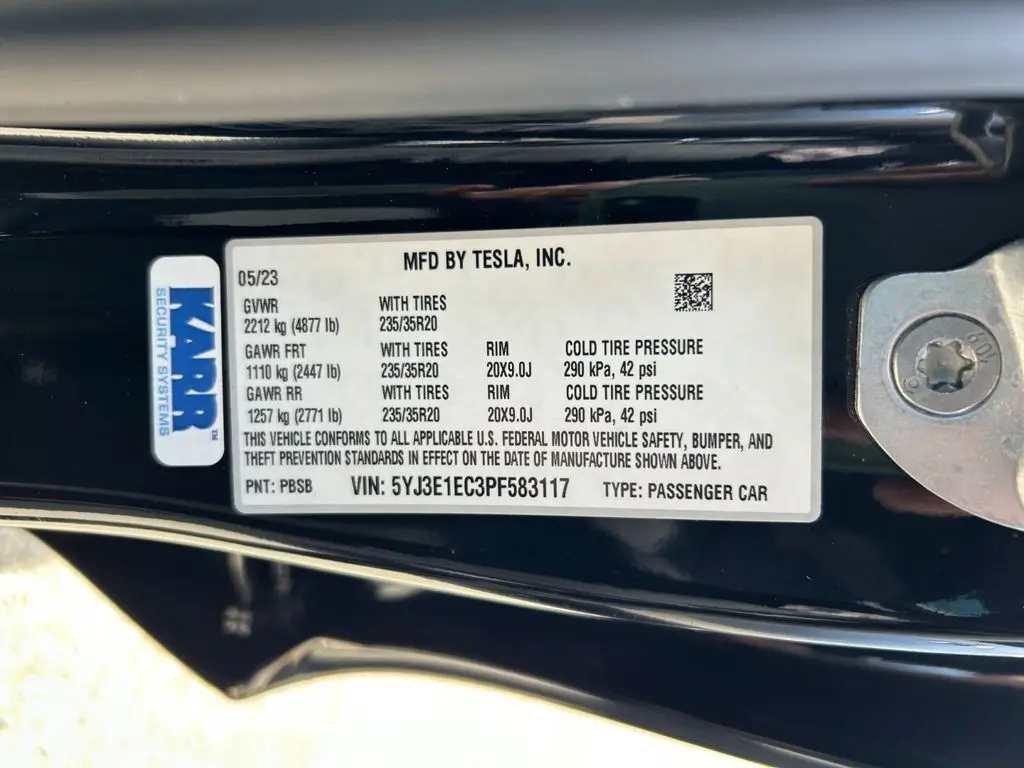 KARR™
SECURITY SYSTEMS
MFD BY TESLA, INC.
05/23
GVWR WITH TIRES
2212 kg (4877 lb) 235/35R20
GAWR FRT WITH TIRES RIM COLD TIRE PRESSURE
1110 kg (2447 lb) 235/35R20 20X9.0J 290 kPa, 42 psi
GAWR RR WITH TIRES RIM COLD TIRE PRESSURE
1257 kg (2771 lb) 235/35R20 20X9.0J 290 kPa, 42 psi
THIS VEHICLE CONFORMS TO ALL APPLICABLE U.S. FEDERAL MOTOR VEHICLE SAFETY, BUMPER, AND
THEFT PREVENTION STANDARDS IN EFFECT ON THE DATE OF MANUFACTURE SHOWN ABOVE.
PNT: PBSB VIN: 5YJ3E1EC3PF583117 TYPE: PASSENGER CAR